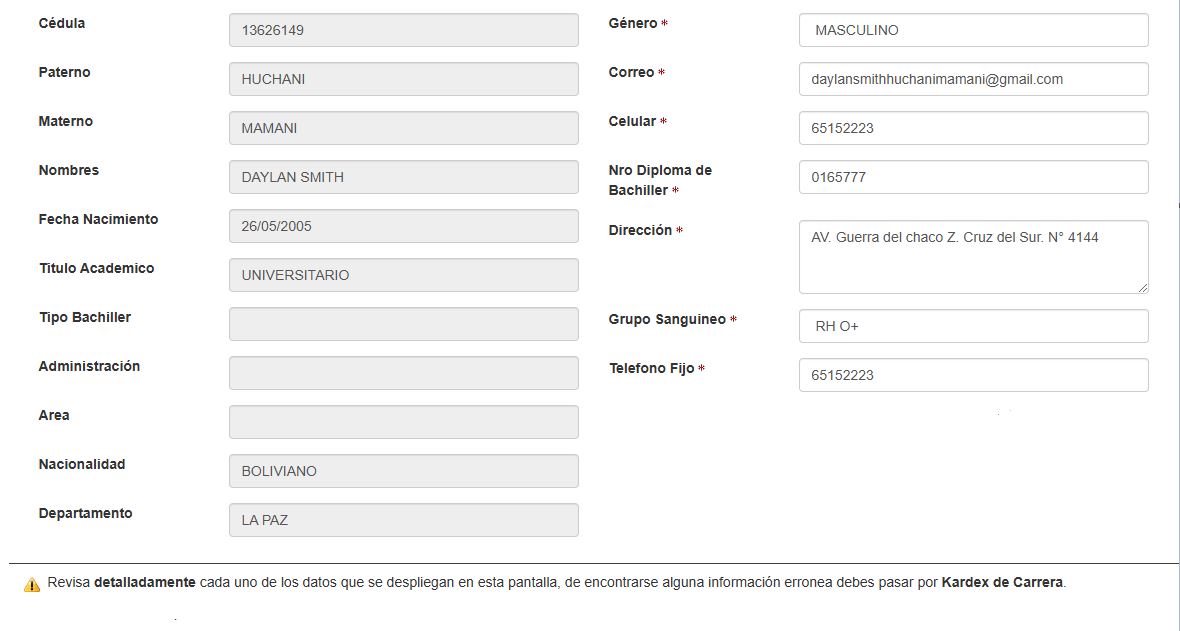 Cédula
13626149
Paterno
HUCHANI
Materno
MAMANI
Nombres
DAYLAN SMITH
Fecha Nacimiento
26/05/2005
Titulo Academico
UNIVERSITARIO
Tipo Bachiller
Administración
Area
Nacionalidad
BOLIVIANO
Departamento
LA PAZ
Género *
MASCULINO
Correo *
daylansmithhuchanimamani@gmail.com
Celular *
65152223
Nro Diploma de
Bachiller *
0165777
Dirección *
AV. Guerra del chaco Z. Cruz del Sur. N° 4144
Grupo Sanguineo *
RH O+
Telefono Fijo *
65152223
Revisa detalladamente cada uno de los datos que se despliegan en esta pantalla, de encontrarse alguna información erronea debes pasar por Kardex de Carrera.